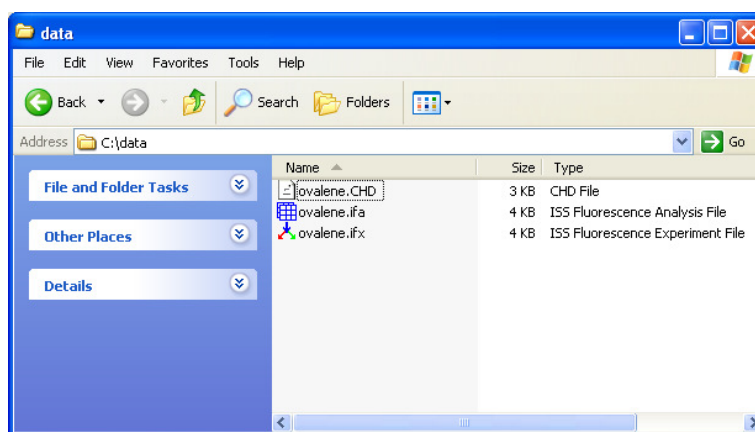 data
File Edit View Favorites Tools Help
Back Search Folders
Address C:\data Go
Name Size Type
File and Folder Tasks
ovalene.CHD 3 KB CHD File
ovalene.ifa 4 KB ISS Fluorescence Analysis File
Other Places
ovalene.ifx 4 KB ISS Fluorescence Experiment File
Details